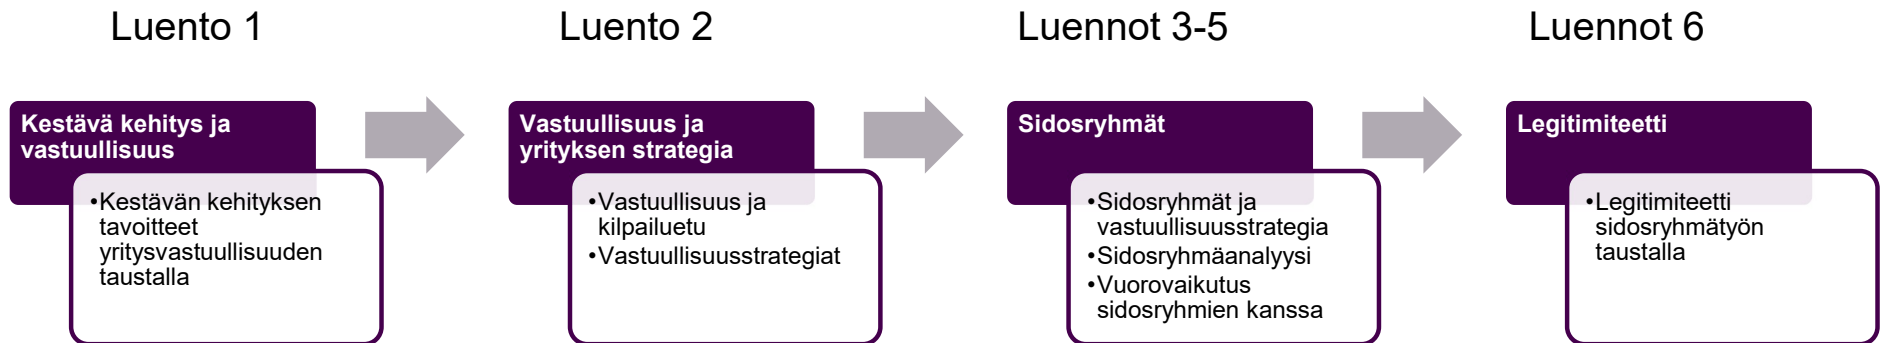 Luento 1
Luento 2
Luennot 3-5
Luennot 6
Kestävä kehitys ja
vastuullisuus
•Kestävän kehityksen
tavoitteet
yritysvastuullisuuden
taustalla
Vastuullisuus ja
yrityksen strategia
•Vastuullisuus ja
kilpailuetu
•Vastuullisuusstrategiat
Sidosryhmät
•Sidosryhmät ja
vastuullisuusstrategia
•Sidosryhmäanalyysi
•Vuorovaikutus
sidosryhmien kanssa
Legitimiteetti
•Legitimiteetti
sidosryhmätyön
taustalla